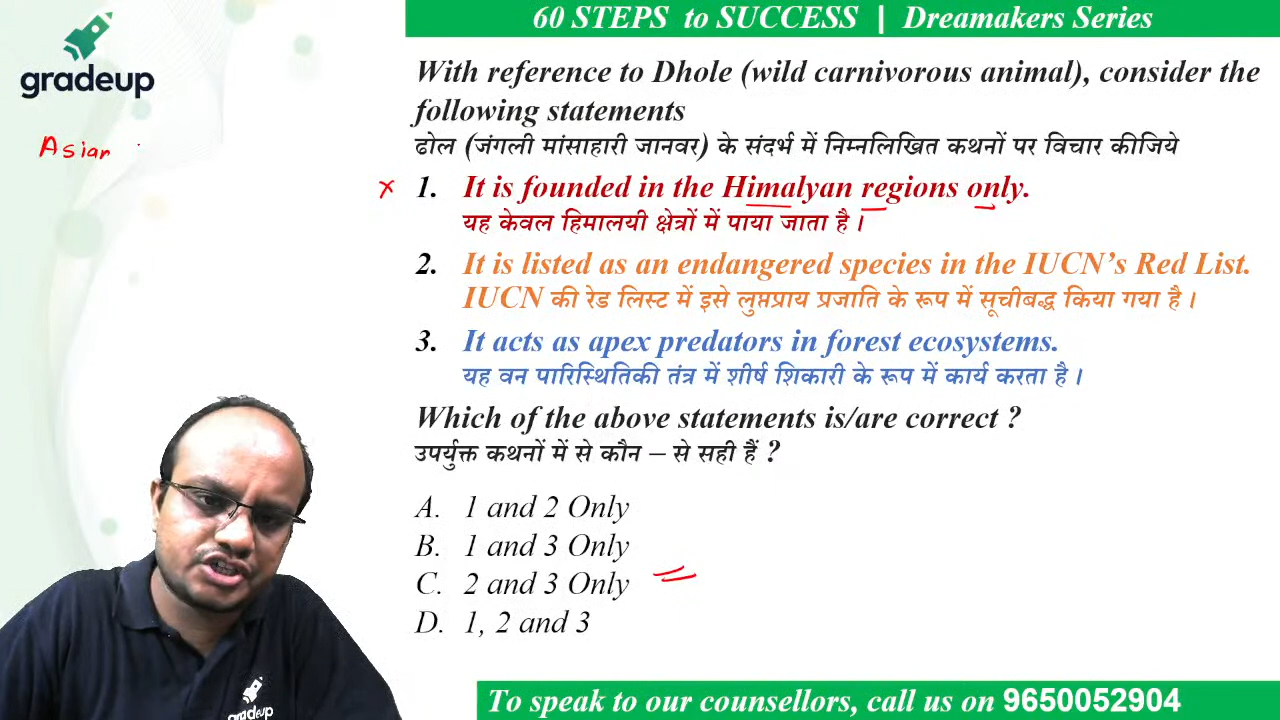 60 STEPS to SUCCESS | Dreamakers Series
gradeup
Asian
With reference to Dhole (wild carnivorous animal), consider the
following statements
ढोल (जंगली मांसाहारी जानवर) के संदर्भ में निम्नलिखित कथनों पर विचार कीजिये
x 1. It is founded in the Himalyan regions only.
यह केवल हिमालयी क्षेत्रों में पाया जाता है ।
2. It is listed as an endangered species in the IUCN’s Red List.
IUCN की रेड लिस्ट में इसे लुप्तप्राय प्रजाति के रूप में सूचीबद्ध किया गया है ।
3. It acts as apex predators in forest ecosystems.
यह वन पारिस्थितिकी तंत्र में शीर्ष शिकारी के रूप में कार्य करता है ।
Which of the above statements is/are correct ?
उपर्युक्त कथनों में से कौन – से सही हैं ?
A. 1 and 2 Only
B. 1 and 3 Only
C. 2 and 3 Only
D. 1, 2 and 3
gradeup
To speak to our counsellors, call us on 9650052904